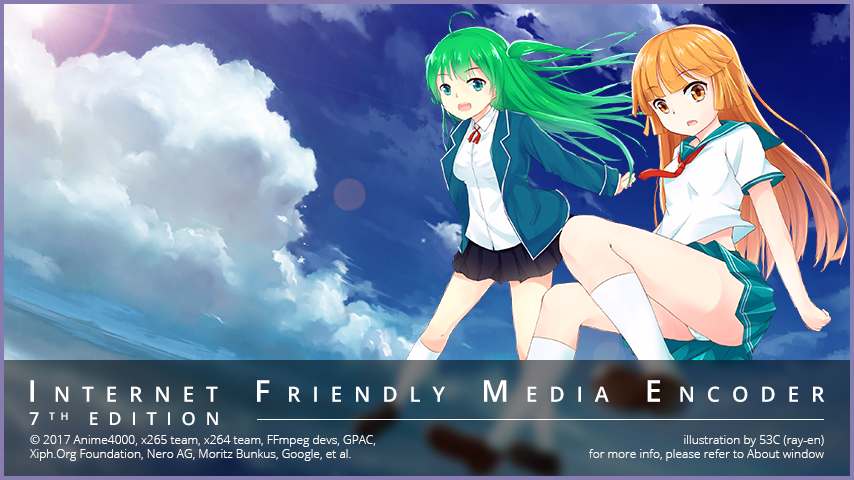 Internet Friendly Media Encoder
7th edition
© 2017 Anime4000, x265 team, x264 team, FFmpeg devs, GPAC,
Xiph.Org Foundation, Nero AG, Moritz Bunkus, Google, et al.
illustration by 53C (ray-en)
for more info, please refer to About window